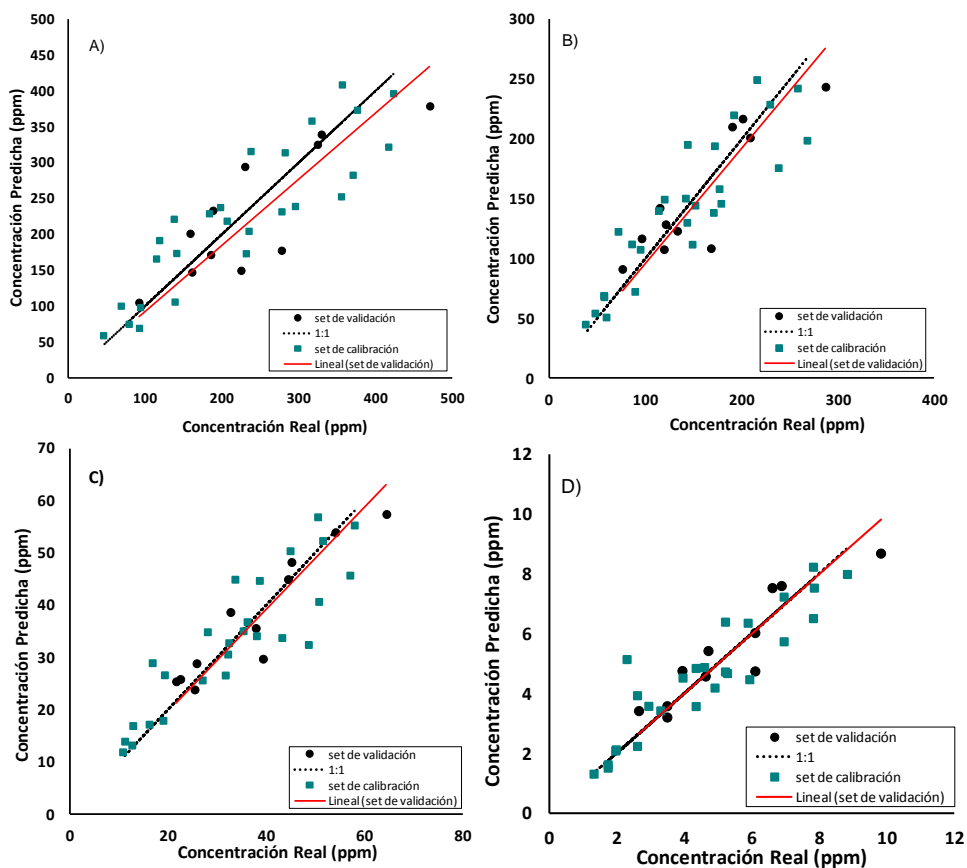 A)
Concentración Predicha (ppm)
500
450
400
350
300
250
200
150
100
50
0
0 100 200 300 400 500
Concentración Real (ppm)
set de validación
1:1
set de calibración
Lineal (set de validación)
B)
Concentración Predicha (ppm)
300
250
200
150
100
50
0
0 100 200 300 400
Concentración Real (ppm)
set de validación
1:1
set de calibración
Lineal (set de validación)
C)
Concentración Predicha (ppm)
70
60
50
40
30
20
10
0
0 20 40 60 80
Concentración Real (ppm)
set de validación
1:1
set de calibración
Lineal (set de validación)
D)
Concentración Predicha (ppm)
12
10
8
6
4
2
0
0 2 4 6 8 10 12
Concentración Real (ppm)
set de validación
1:1
set de calibración
Lineal (set de validación)